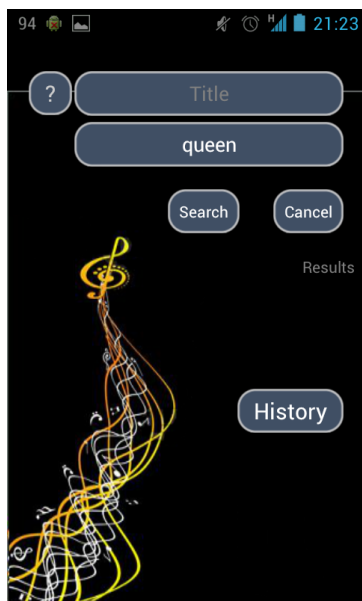 94 H 21:23
? Title
queen
Search Cancel
Results
History